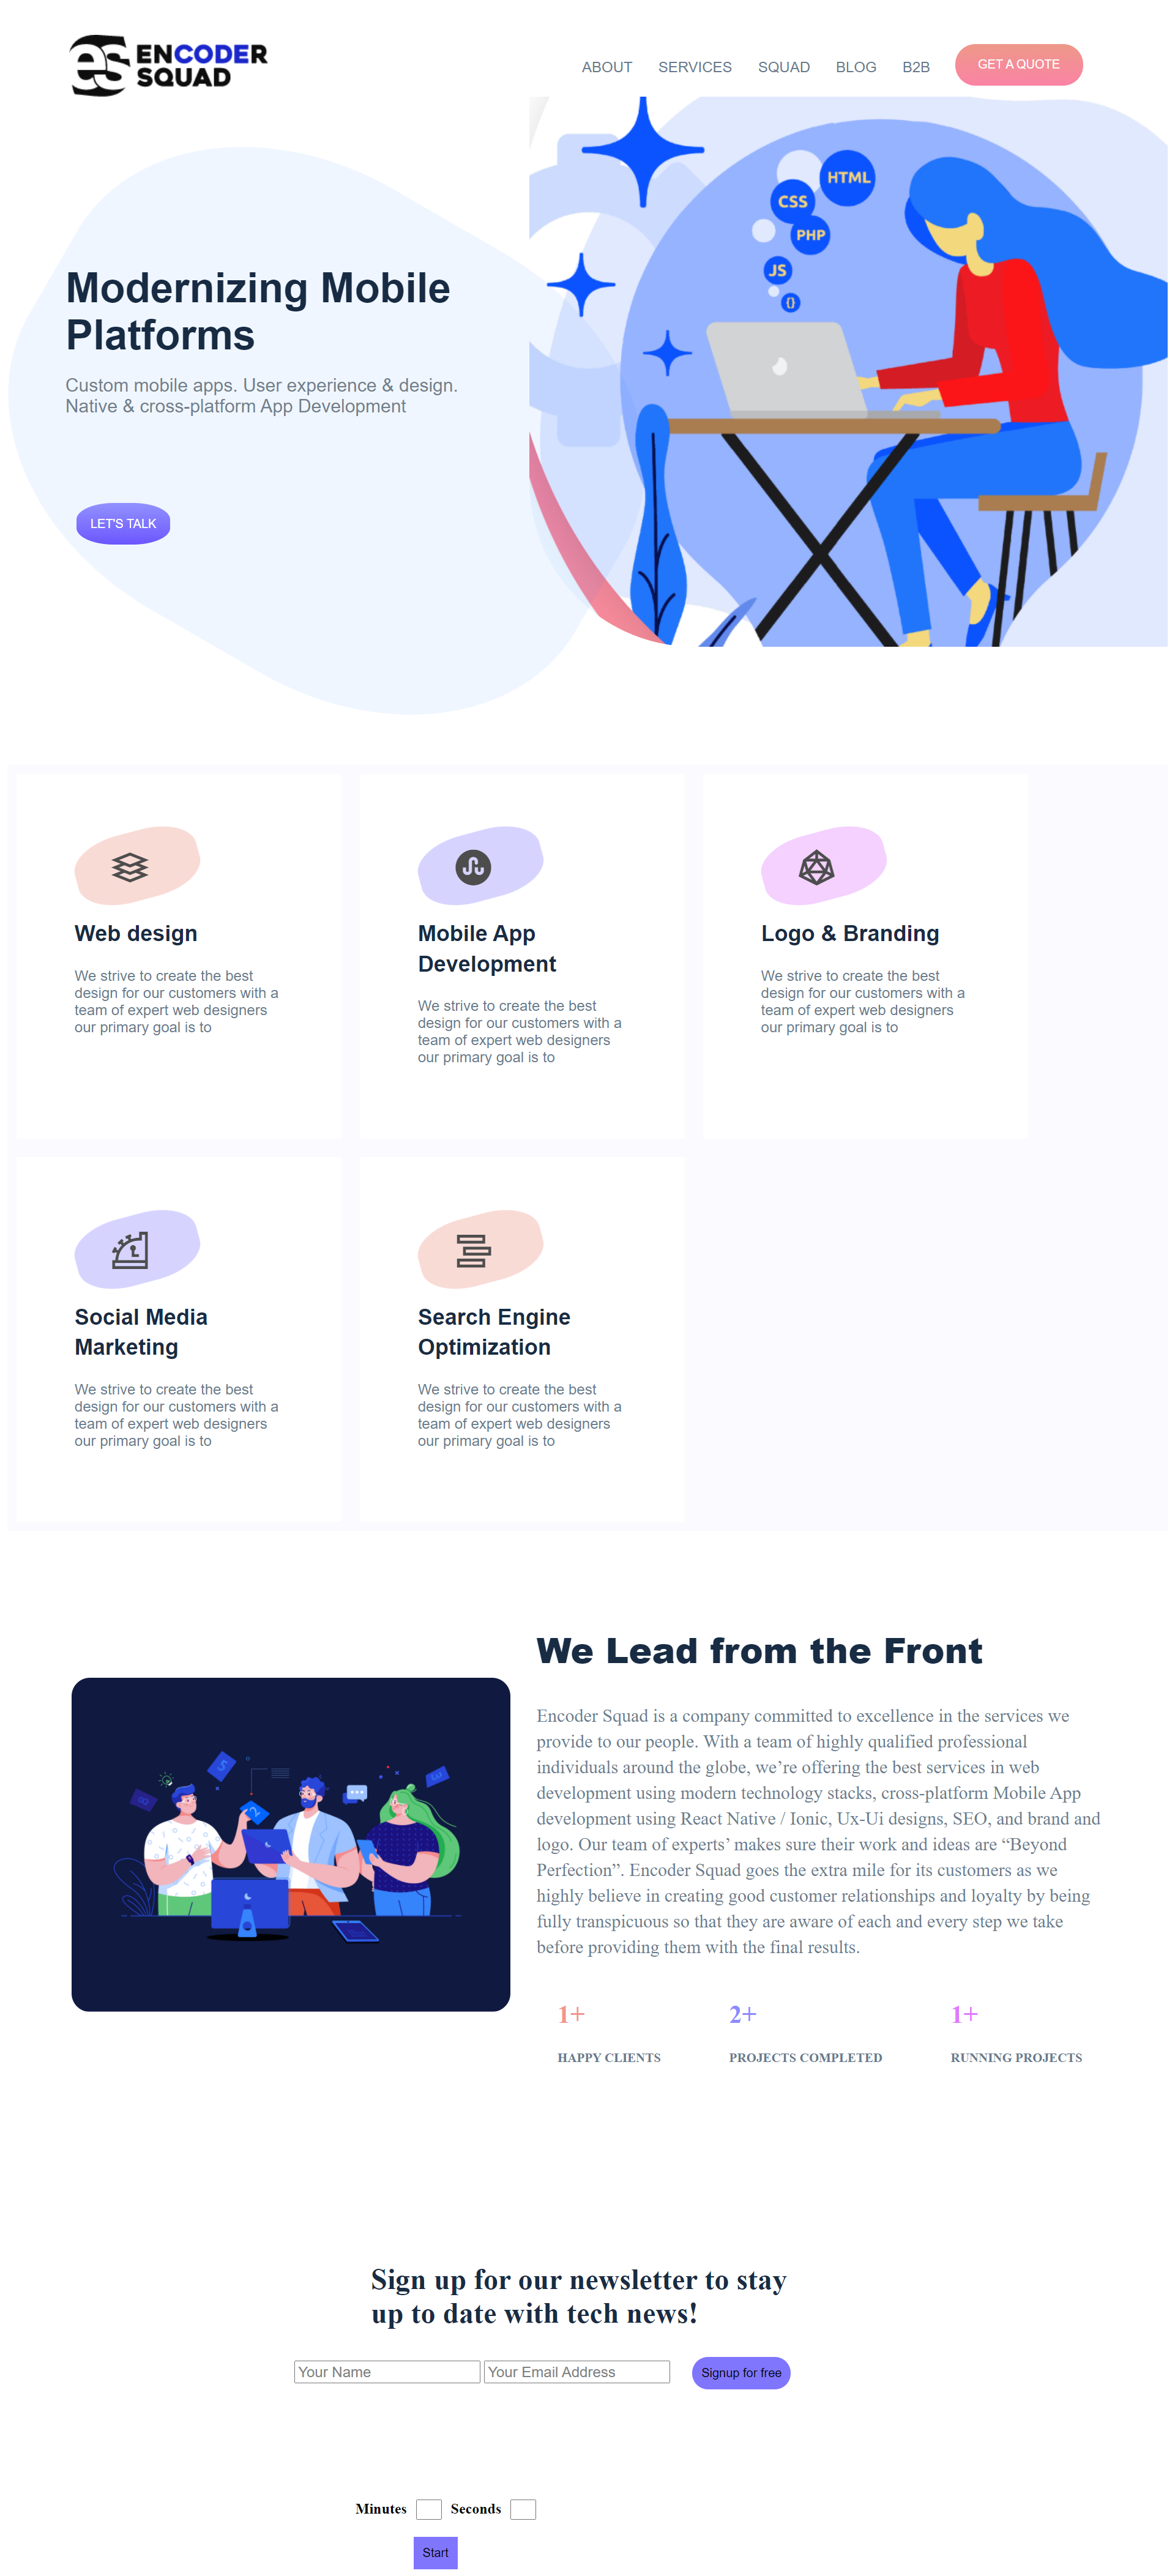 ENCODER
SQUAD
ABOUT SERVICES SQUAD BLOG B2B GET A QUOTE
HTML
CSS
PHP
JS
{}
Modernizing Mobile
Platforms
Custom mobile apps. User experience & design.
Native & cross-platform App Development
LET'S TALK
Web design
We strive to create the best
design for our customers with a
team of expert web designers
our primary goal is to
Mobile App
Development
We strive to create the best
design for our customers with a
team of expert web designers
our primary goal is to
Logo & Branding
We strive to create the best
design for our customers with a
team of expert web designers
our primary goal is to
Social Media
Marketing
We strive to create the best
design for our customers with a
team of expert web designers
our primary goal is to
Search Engine
Optimization
We strive to create the best
design for our customers with a
team of expert web designers
our primary goal is to
We Lead from the Front
Encoder Squad is a company committed to excellence in the services we
provide to our people. With a team of highly qualified professional
individuals around the globe, we’re offering the best services in web
development using modern technology stacks, cross-platform Mobile App
development using React Native / Ionic, Ux-Ui designs, SEO, and brand and
logo. Our team of experts’ makes sure their work and ideas are “Beyond
Perfection”. Encoder Squad goes the extra mile for its customers as we
highly believe in creating good customer relationships and loyalty by being
fully transpicuous so that they are aware of each and every step we take
before providing them with the final results.
5
8
2
3
1+ 2+ 1+
HAPPY CLIENTS PROJECTS COMPLETED RUNNING PROJECTS
Sign up for our newsletter to stay
up to date with tech news!
Your Name Your Email Address Signup for free
Minutes Seconds
Start